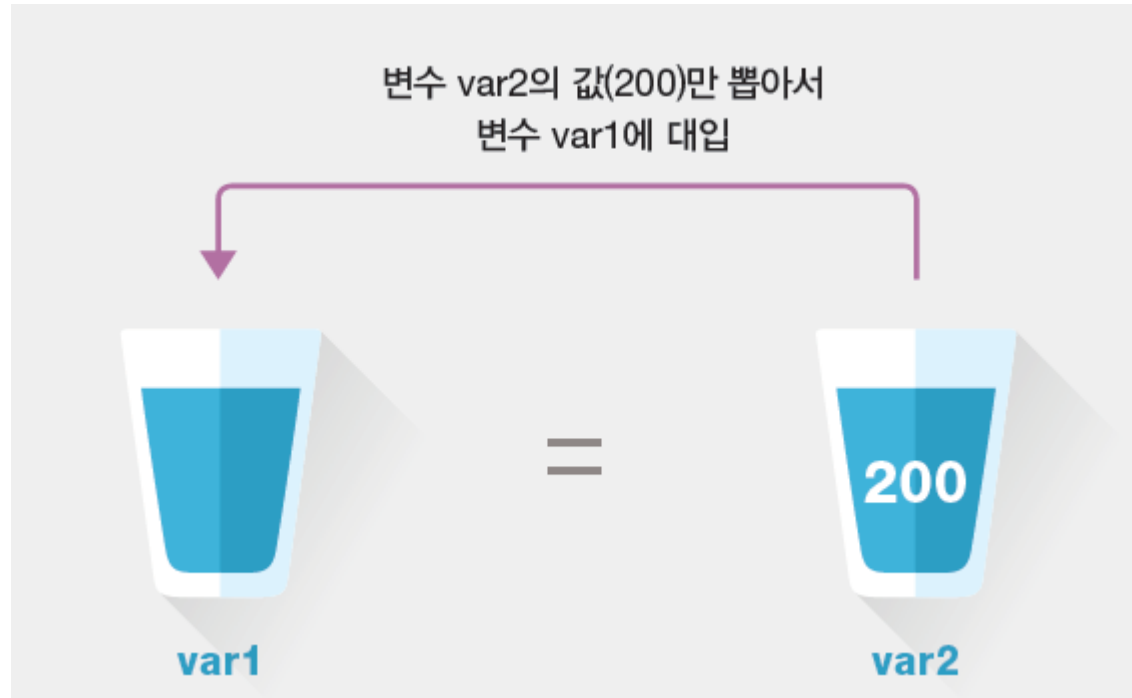 변수 var2의 값(200)만 뽑아서
변수 var1에 대입
=
200
var1
var2